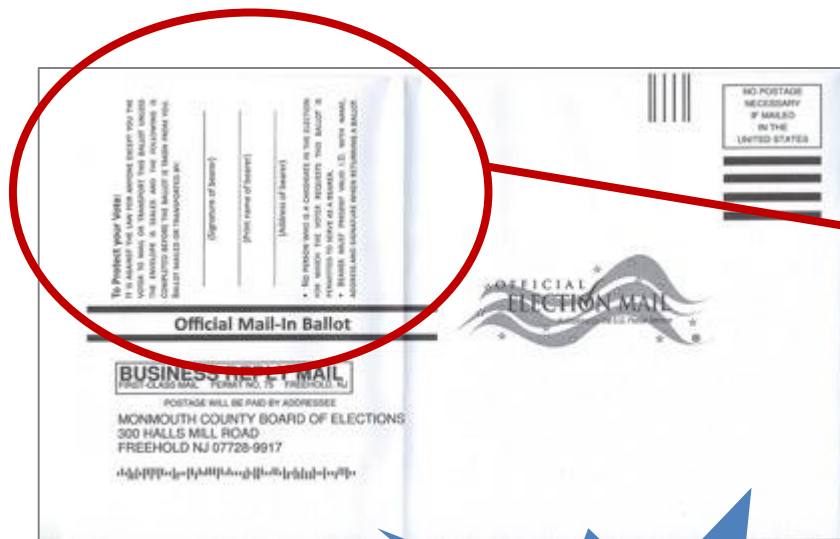 To Protect your Vote:
IT IS AGAINST THE LAW FOR ANYONE EXCEPT YOU THE
VOTER TO MAIL OR TRANSPORT THIS BALLOT UNLESS
THE ENVELOPE IS SEALED AND THE FOLLOWING IS
COMPLETED BEFORE THE BALLOT IS TAKEN FROM YOU.
BALLOT MAILED OR TRANSPORTED BY:
(Signature of bearer)
(Print name of bearer)
(Address of bearer)
• NO PERSON WHO IS A CANDIDATE IN THE ELECTION
FOR WHICH THE VOTER REQUESTS THIS BALLOT IS
PERMITTED TO SERVE AS A BEARER.
• BEARER MUST PRESENT VALID I.D. WITH NAME,
ADDRESS AND SIGNATURE WHEN RETURNING A BALLOT.
Official Mail-In Ballot
BUSINESS REPLY MAIL
FIRST-CLASS MAIL PERMIT NO. 75 FREEHOLD, NJ
POSTAGE WILL BE PAID BY ADDRESSEE
MONMOUTH COUNTY BOARD OF ELECTIONS
300 HALLS MILL ROAD
FREEHOLD NJ 07728-9917
NO POSTAGE
NECESSARY
IF MAILED
IN THE
UNITED STATES
OFFICIAL
ELECTION MAIL